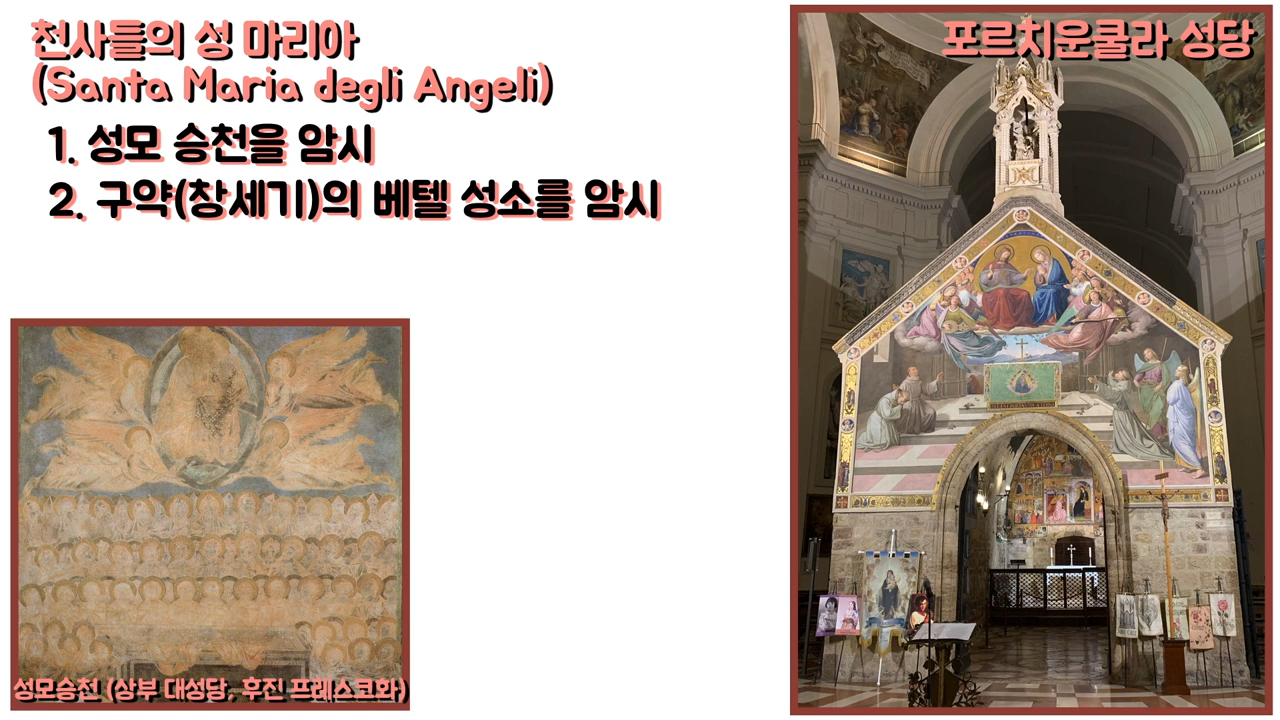 천사들의 성 마리아
(Santa Maria degli Angeli)
1. 성모 승천을 암시
2. 구약(창세기)의 베텔 성소를 암시
포르치운쿨라 성당
성모승천 (상부 대성당, 후진 프레스코화)